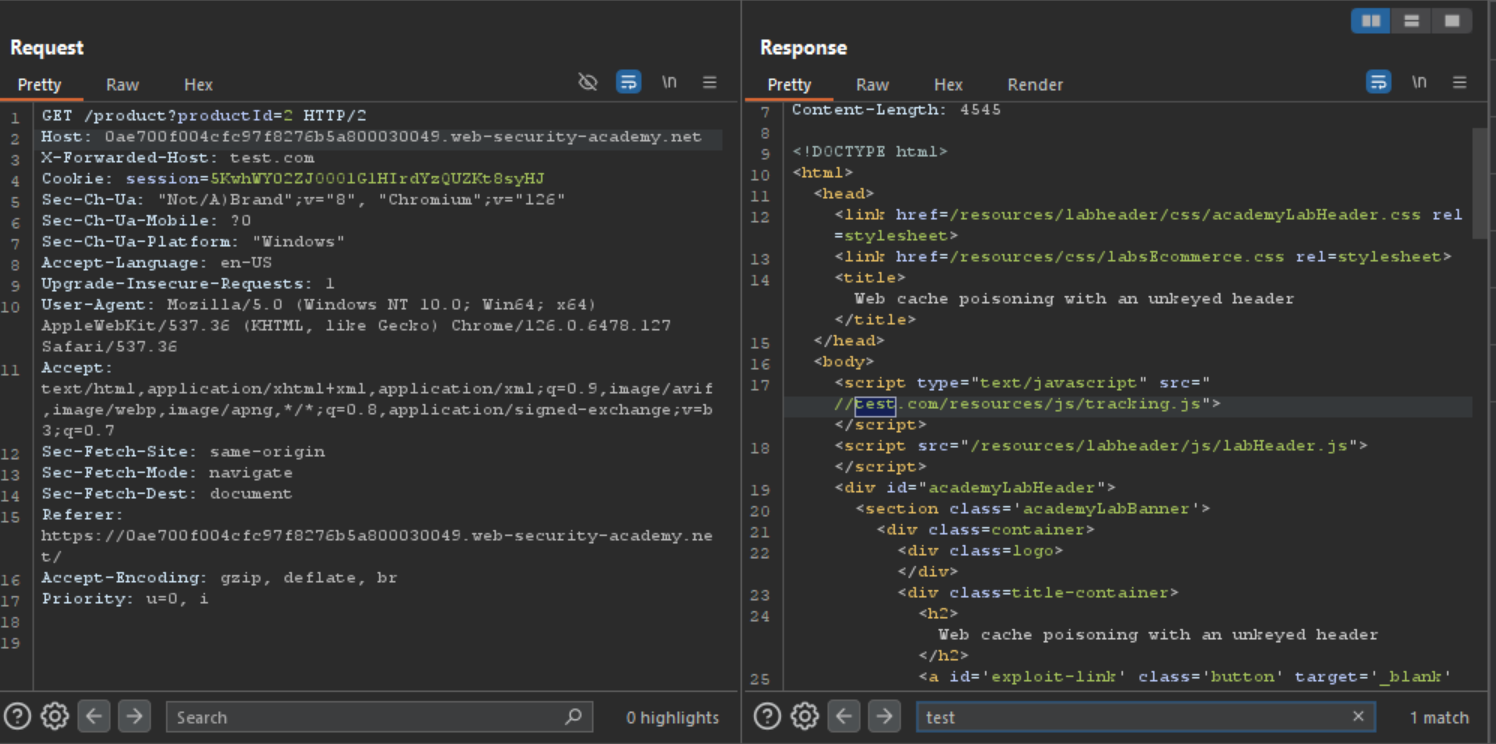 Request
Pretty Raw Hex \n
1 GET /product?productId=2 HTTP/2
2 Host: 0ae700f004cfc97f8276b5a800030049.web-security-academy.net
3 X-Forwarded-Host: test.com
4 Cookie: session=5KwhWY02ZJ0001G1HIrdYzQUZKt8syHJ
5 Sec-Ch-Ua: "Not/A)Brand";v="8", "Chromium";v="126"
6 Sec-Ch-Ua-Mobile: ?0
7 Sec-Ch-Ua-Platform: "Windows"
8 Accept-Language: en-US
9 Upgrade-Insecure-Requests: 1
10 User-Agent: Mozilla/5.0 (Windows NT 10.0; Win64; x64)
AppleWebKit/537.36 (KHTML, like Gecko) Chrome/126.0.6478.127
Safari/537.36
11 Accept:
text/html,application/xhtml+xml,application/xml;q=0.9,image/avif
,image/webp,image/apng,*/*;q=0.8,application/signed-exchange;v=b
3;q=0.7
12 Sec-Fetch-Site: same-origin
13 Sec-Fetch-Mode: navigate
14 Sec-Fetch-Dest: document
15 Referer:
https://0ae700f004cfc97f8276b5a800030049.web-security-academy.ne
t/
16 Accept-Encoding: gzip, deflate, br
17 Priority: u=0, i
18
19
Search
0 highlights
Response
Pretty Raw Hex Render \n
7 Content-Length: 4545
8
9 <!DOCTYPE html>
10 <html>
11 <head>
12 <link href=/resources/labheader/css/academyLabHeader.css rel
=stylesheet>
13 <link href=/resources/css/labsEcommerce.css rel=stylesheet>
14 <title>
Web cache poisoning with an unkeyed header
</title>
15 </head>
16 <body>
17 <script type="text/javascript" src="
//test.com/resources/js/tracking.js">
</script>
18 <script src="/resources/labheader/js/labHeader.js">
</script>
19 <div id="academyLabHeader">
20 <section class='academyLabBanner'>
21 <div class=container>
22 <div class=logo>
</div>
23 <div class=title-container>
24 <h2>
Web cache poisoning with an unkeyed header
</h2>
25 <a id='exploit-link' class='button' target='_blank'
test
1 match